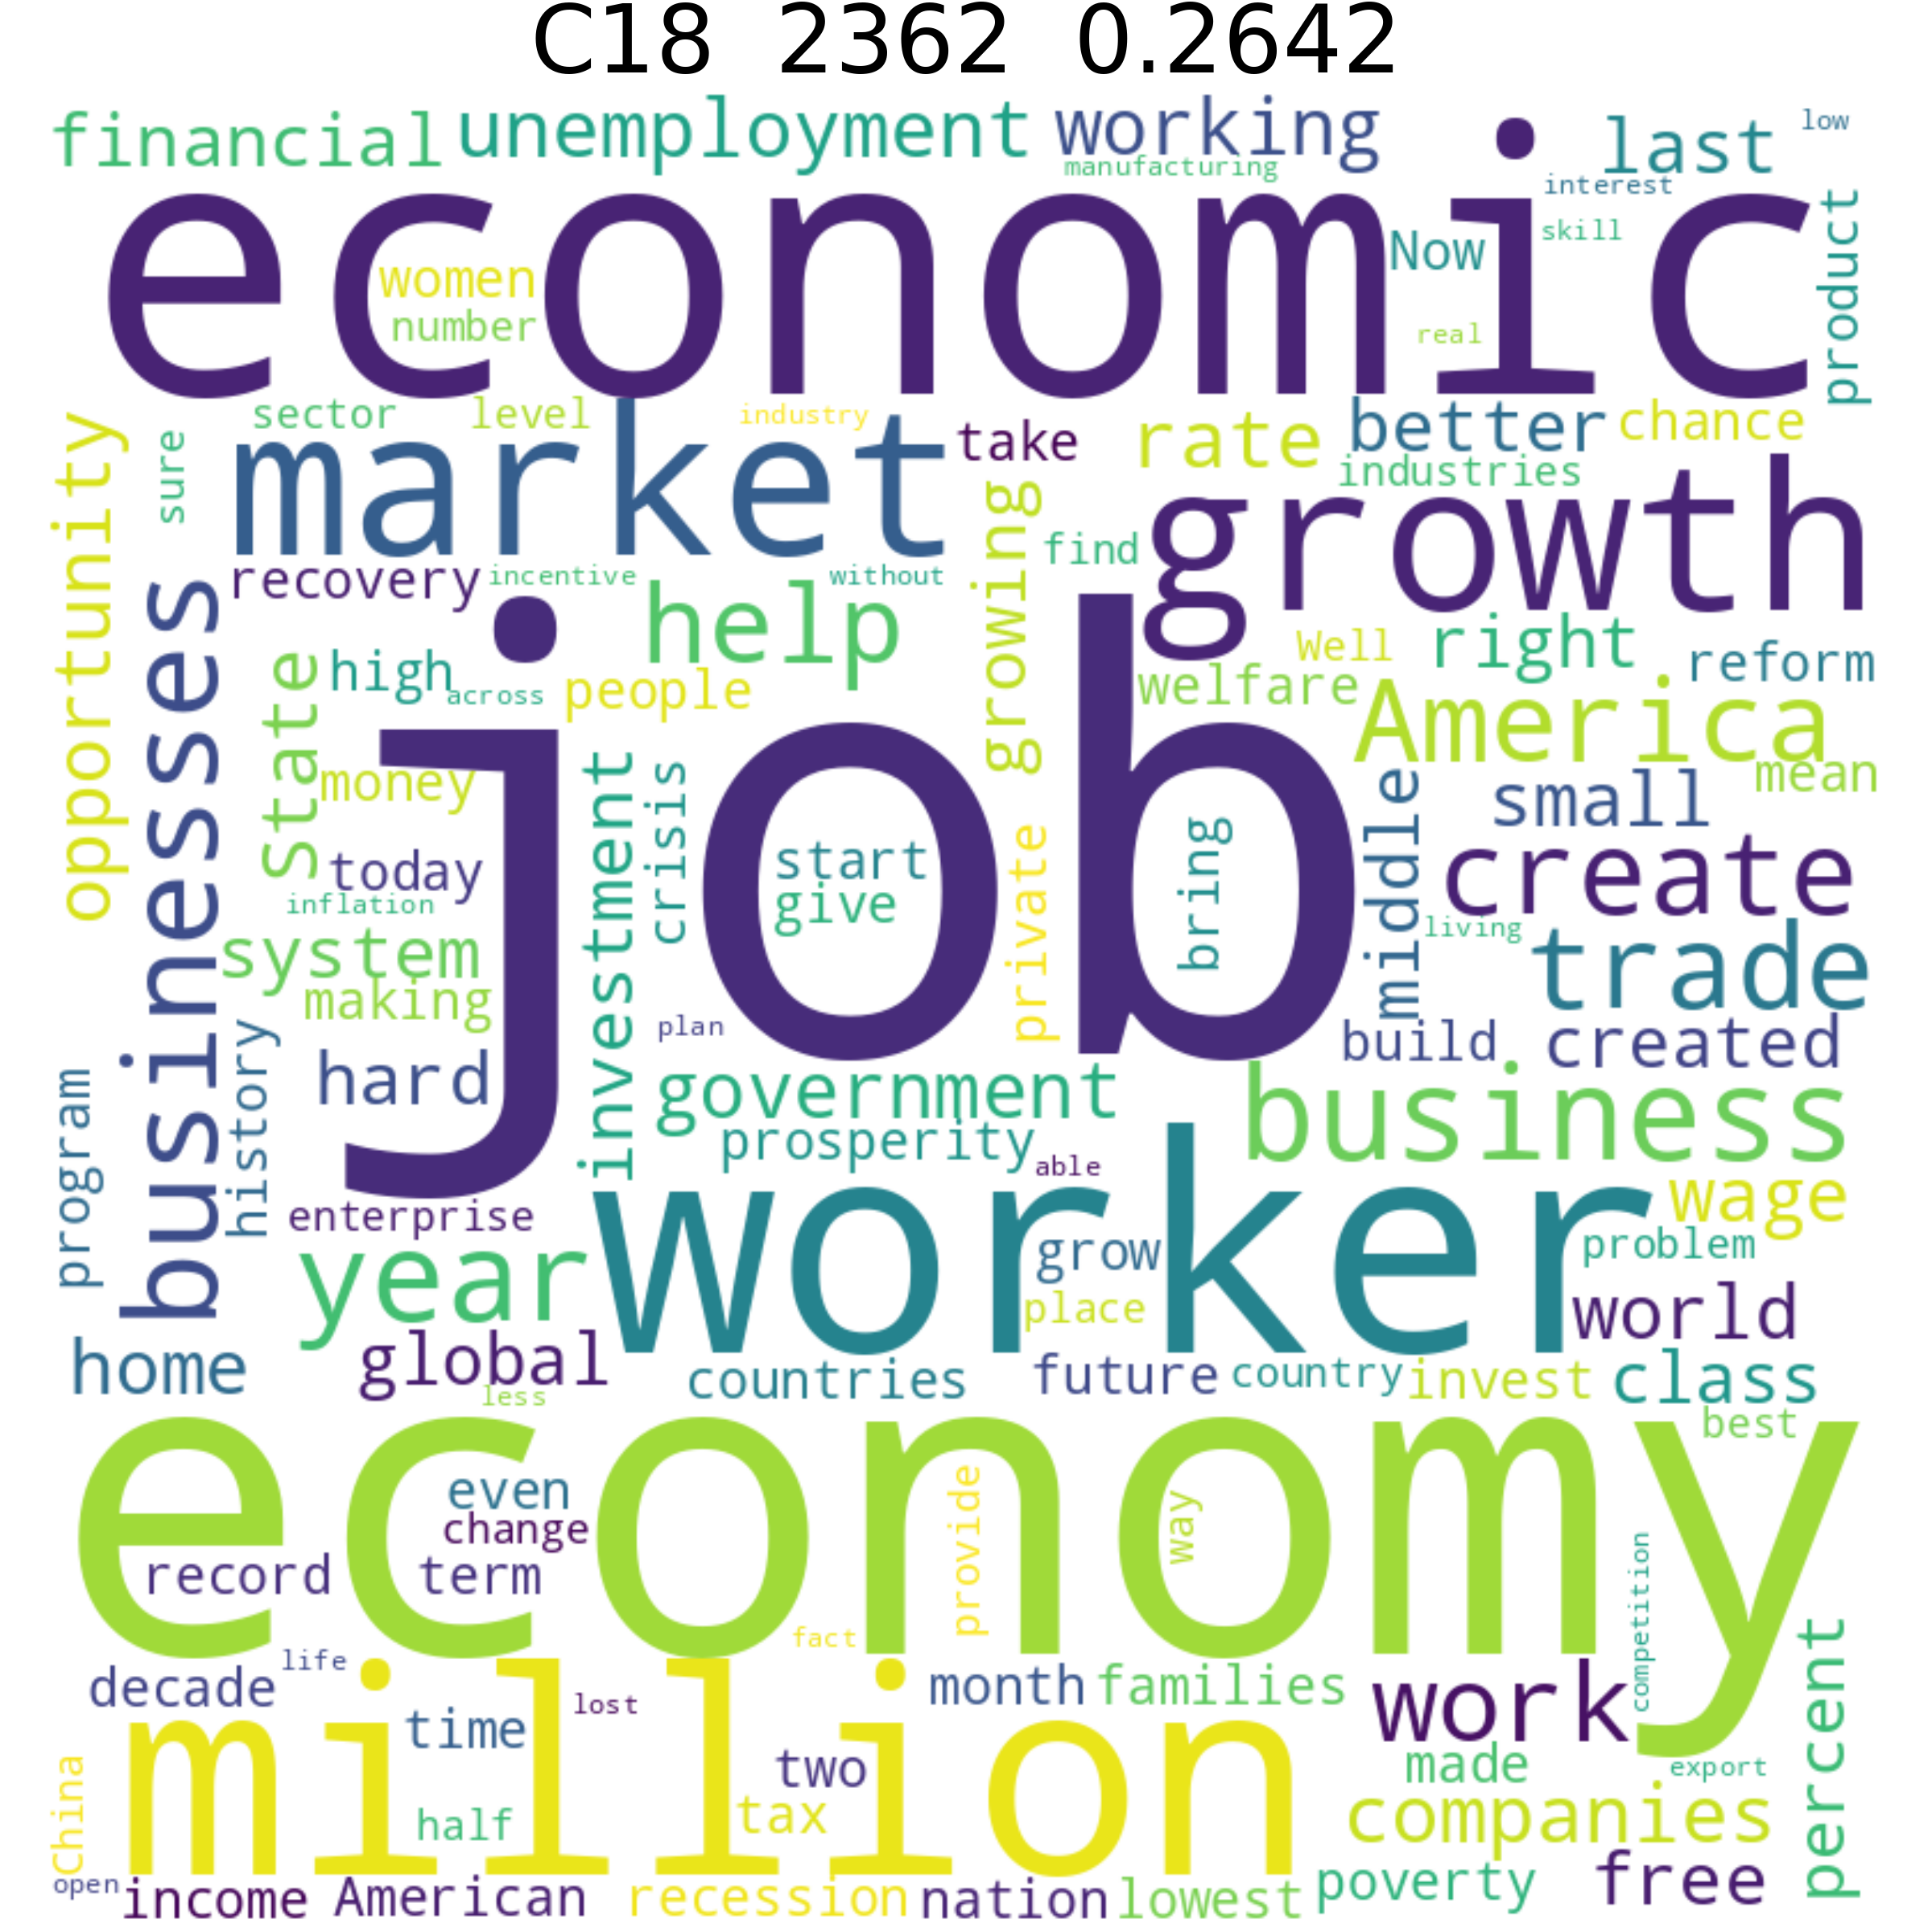 C18 2362 0.2642
financial unemployment working last low
manufacturing
interest
economic
product
skill
Now
women
number
real
sector level industry take rate better chance
opportunity
sure
market
industries
growth
growing
find
recovery incentive without
businesses
help
right
Well
reform
State
high
across
people
welfare
America
job
money
investment
crisis
middle
small
mean
today
start
give
private
bring
create
inflation
living
system
trade
making
plan
build created
history
hard
program
government
business
prosperity
able
enterprise
worker
wage
year
grow
problem
place
world
home
global
countries future country invest class
less
economy
best
even
change
provide
way
record term
competition
fact
percent
life
decade
million
month families
work
lost
time
two
made
export
china
half
tax
companies
open
income American recession nation lowest poverty free